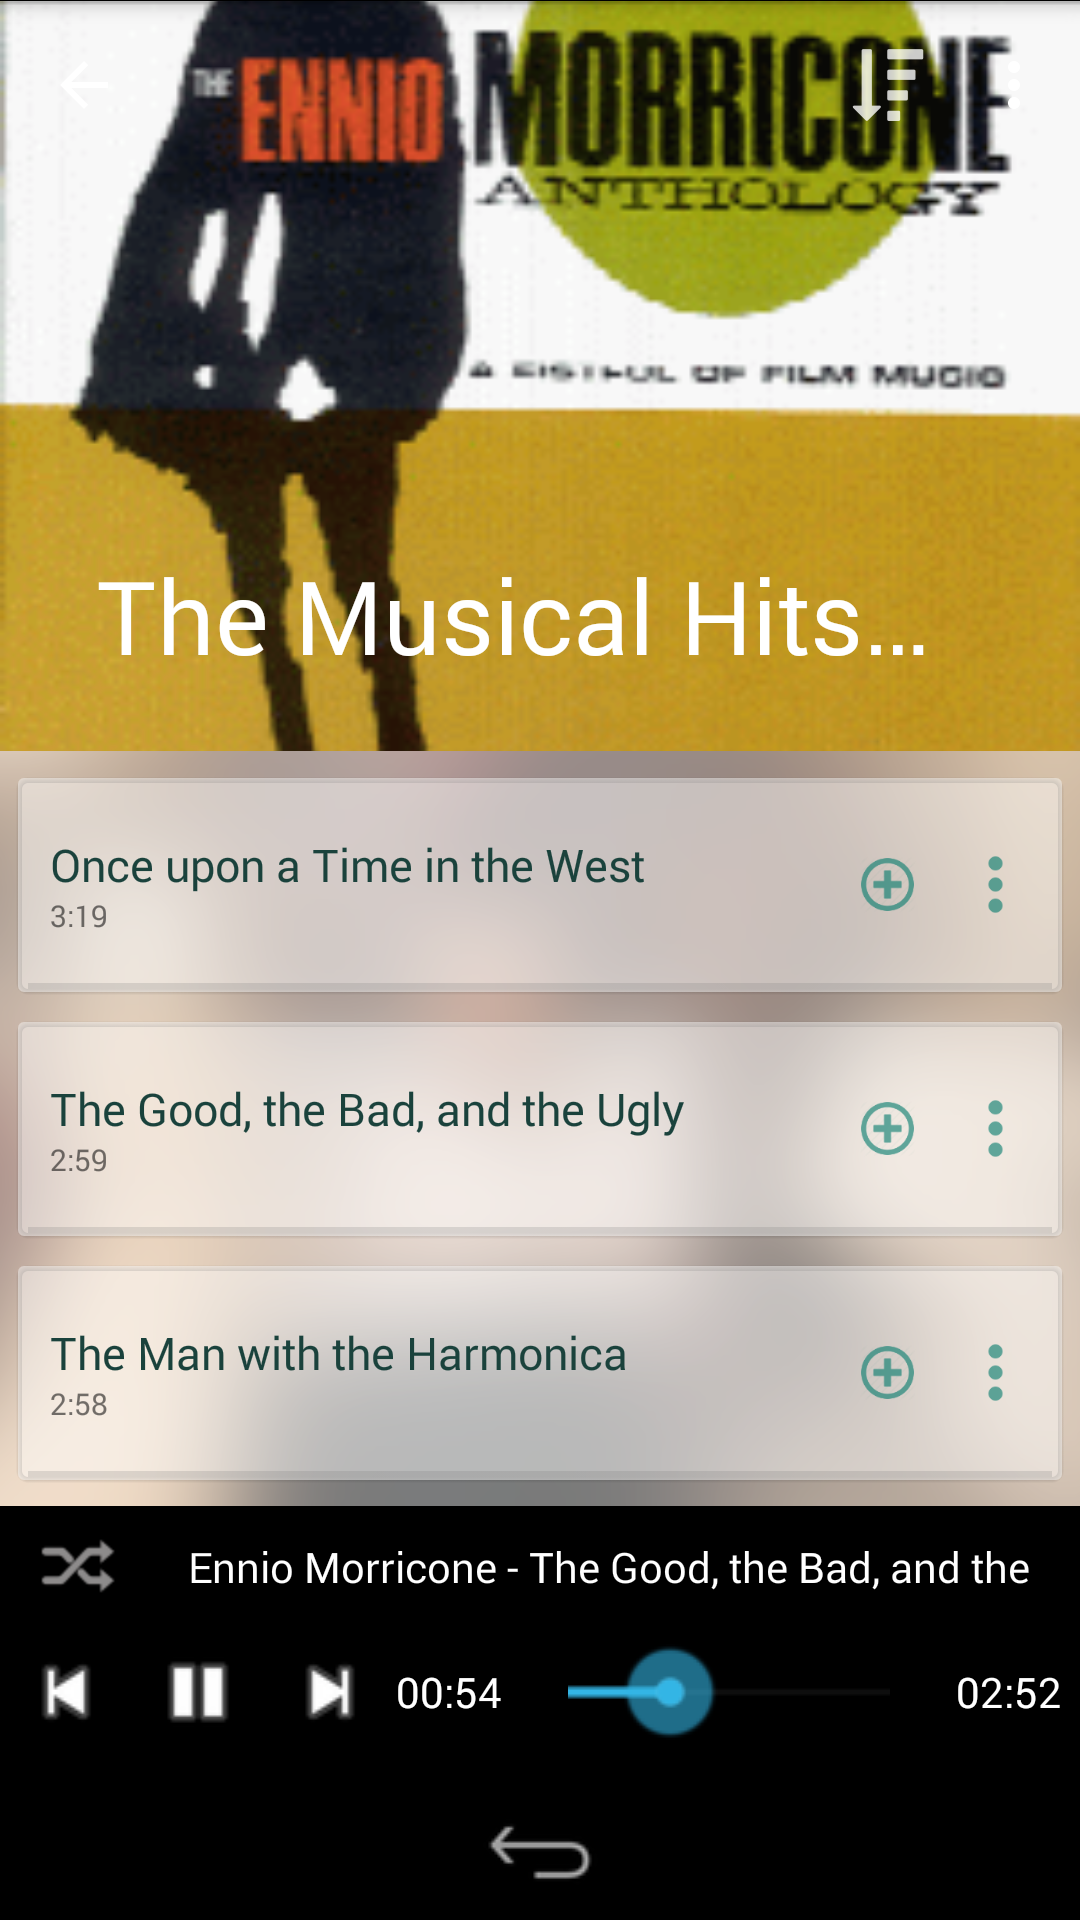 THE ENNIO MORRICONE
ANTHOLOGY
A FISTFUL OF FILM MUSIC
The Musical Hits...
Once upon a Time in the West
3:19
The Good, the Bad, and the Ugly
2:59
The Man with the Harmonica
2:58
Ennio Morricone - The Good, the Bad, and the
00:54
02:52